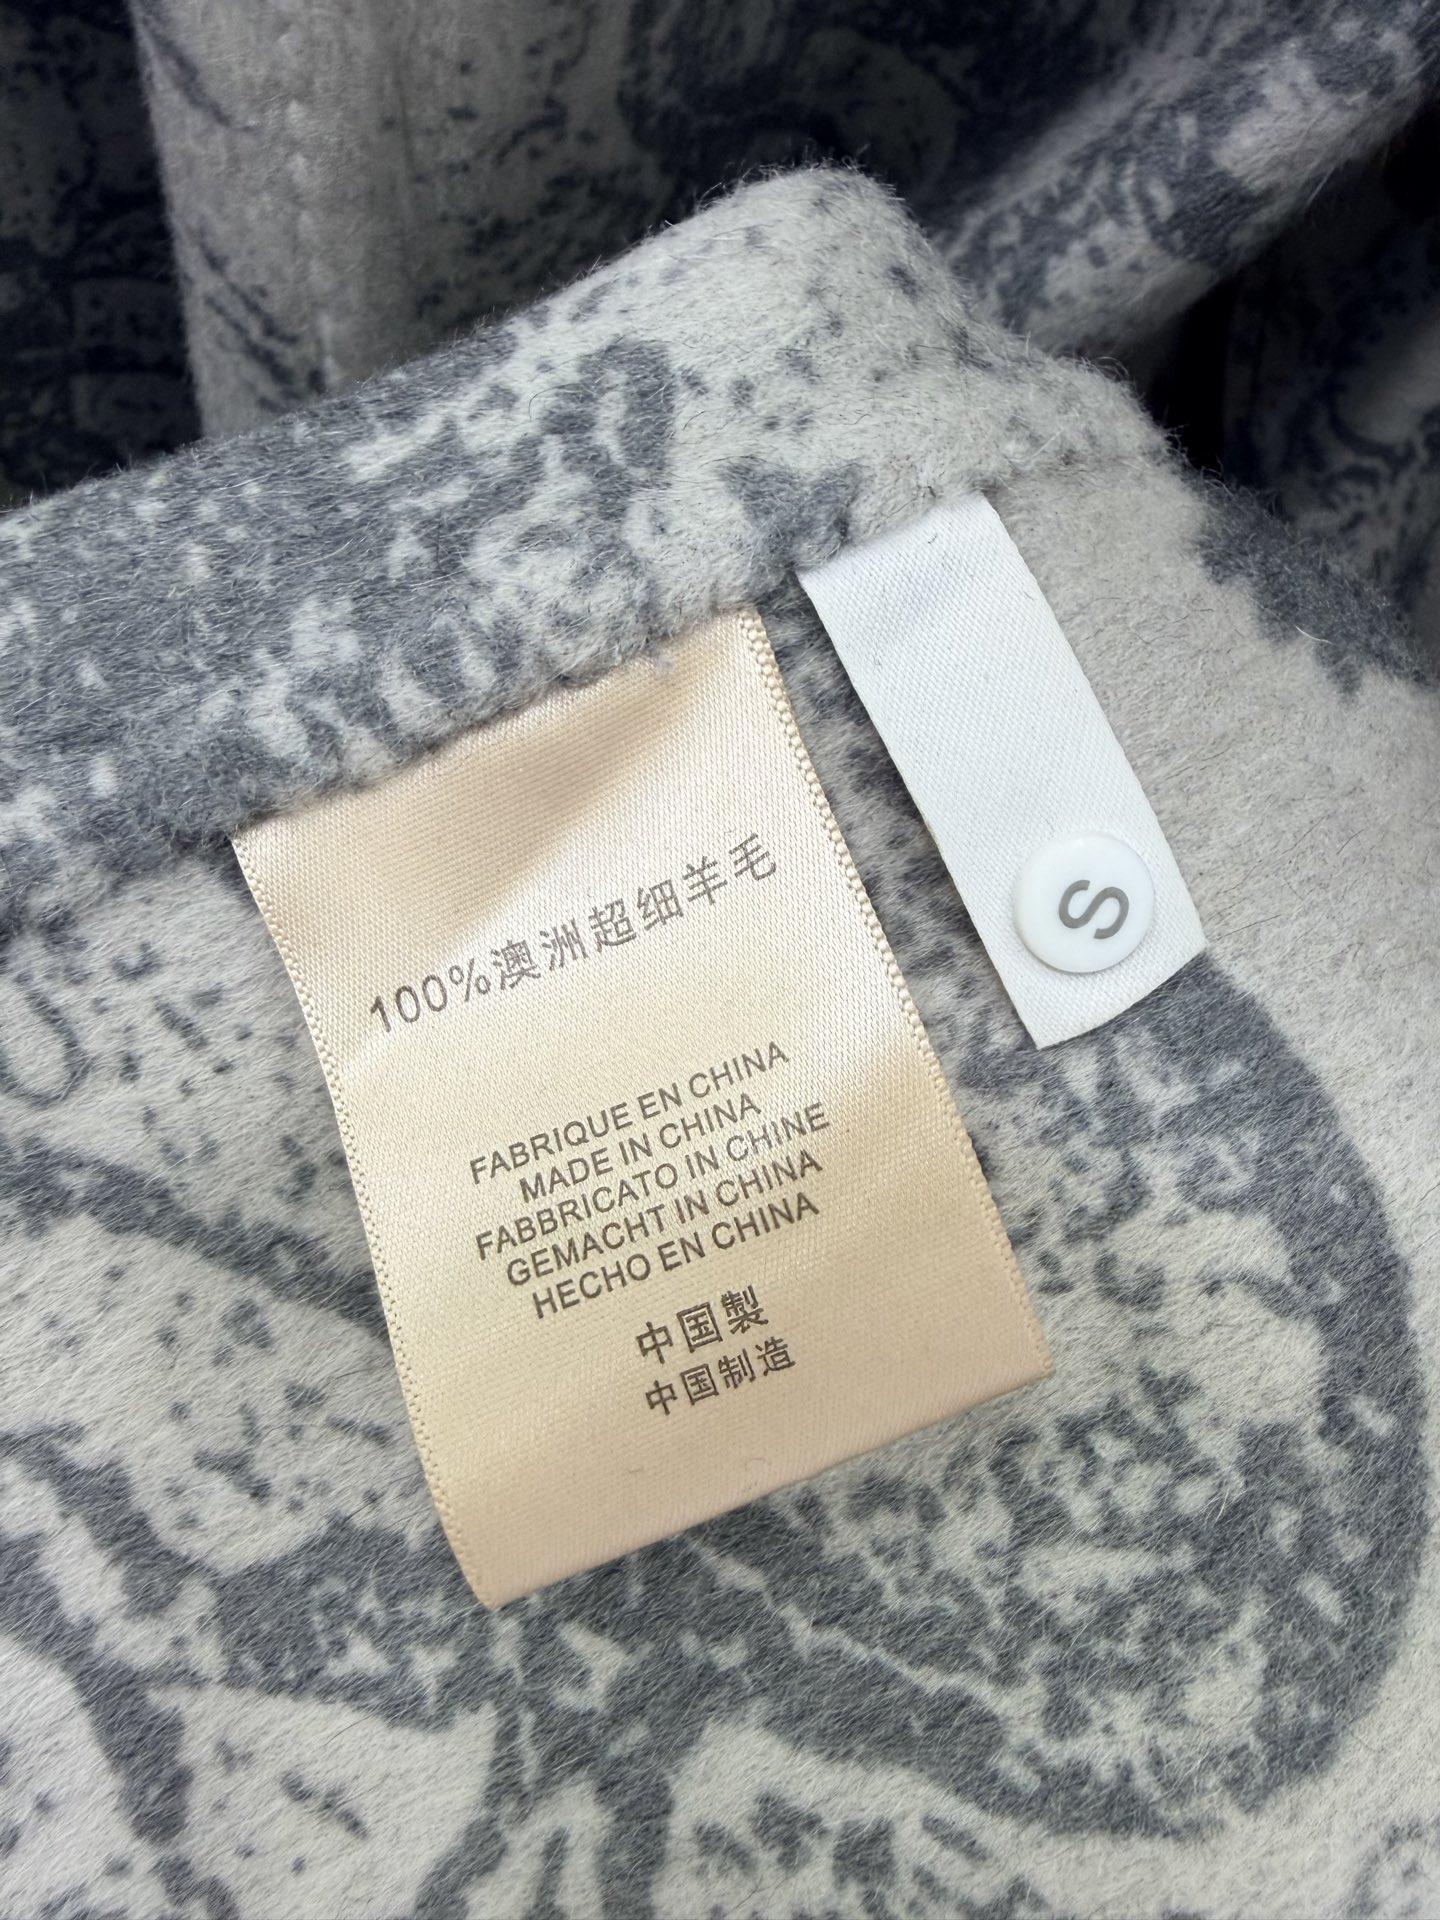 100%澳洲超细羊毛
FABRIQUE EN CHINA
MADE IN CHINA
FABBRICATO IN CHINE
GEMACHT IN CHINA
HECHO EN CHINA
中国製
中国制造
S